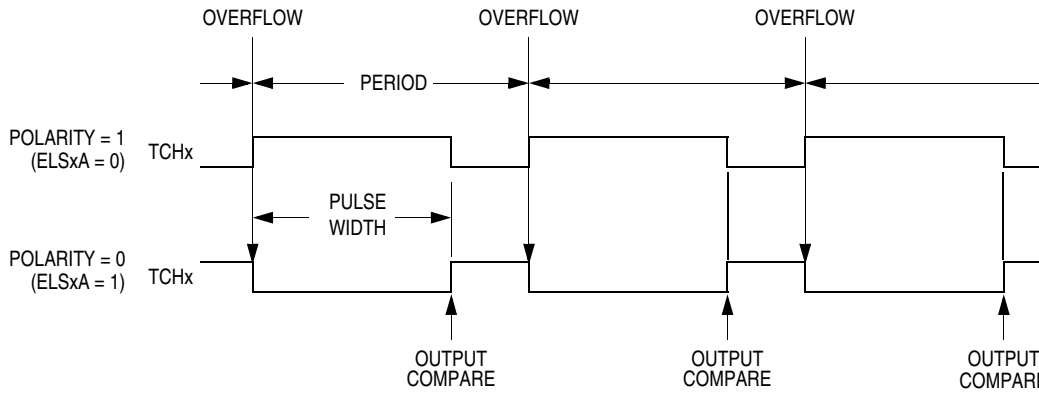 OVERFLOW
OVERFLOW
OVERFLOW
PERIOD
POLARITY = 1
(ELSxA = 0)
TCHx
PULSE
WIDTH
POLARITY = 0
(ELSxA = 1)
TCHx
OUTPUT
COMPARE
OUTPUT
COMPARE
OUTPUT
COMPARE